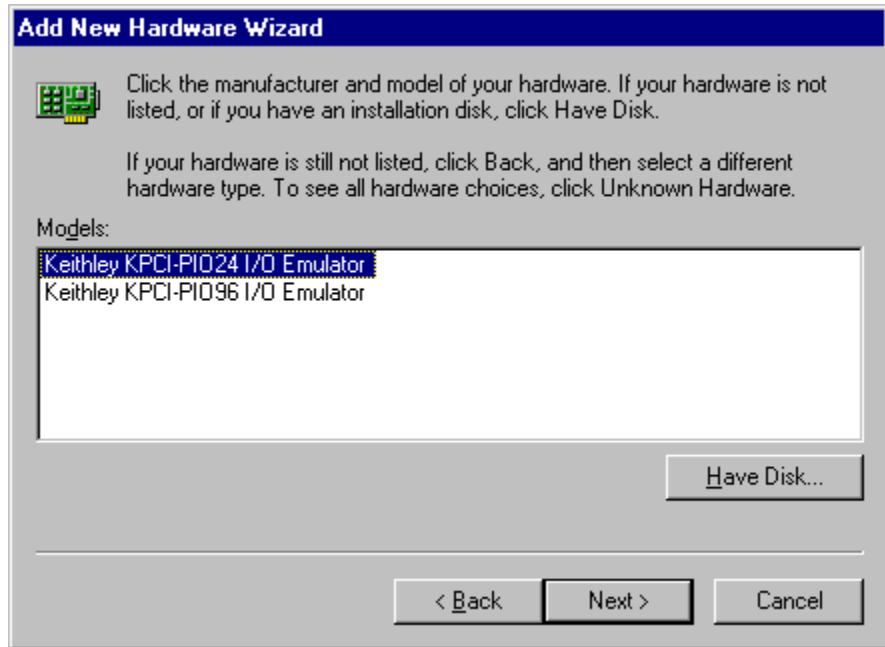 Add New Hardware Wizard
Click the manufacturer and model of your hardware. If your hardware is not
listed, or if you have an installation disk, click Have Disk.
If your hardware is still not listed, click Back, and then select a different
hardware type. To see all hardware choices, click Unknown Hardware.
Models:
Keithley KPCI-PIO24 I/O Emulator
Keithley KPCI-PIO96 I/O Emulator
Have Disk...
< Back
Next >
Cancel